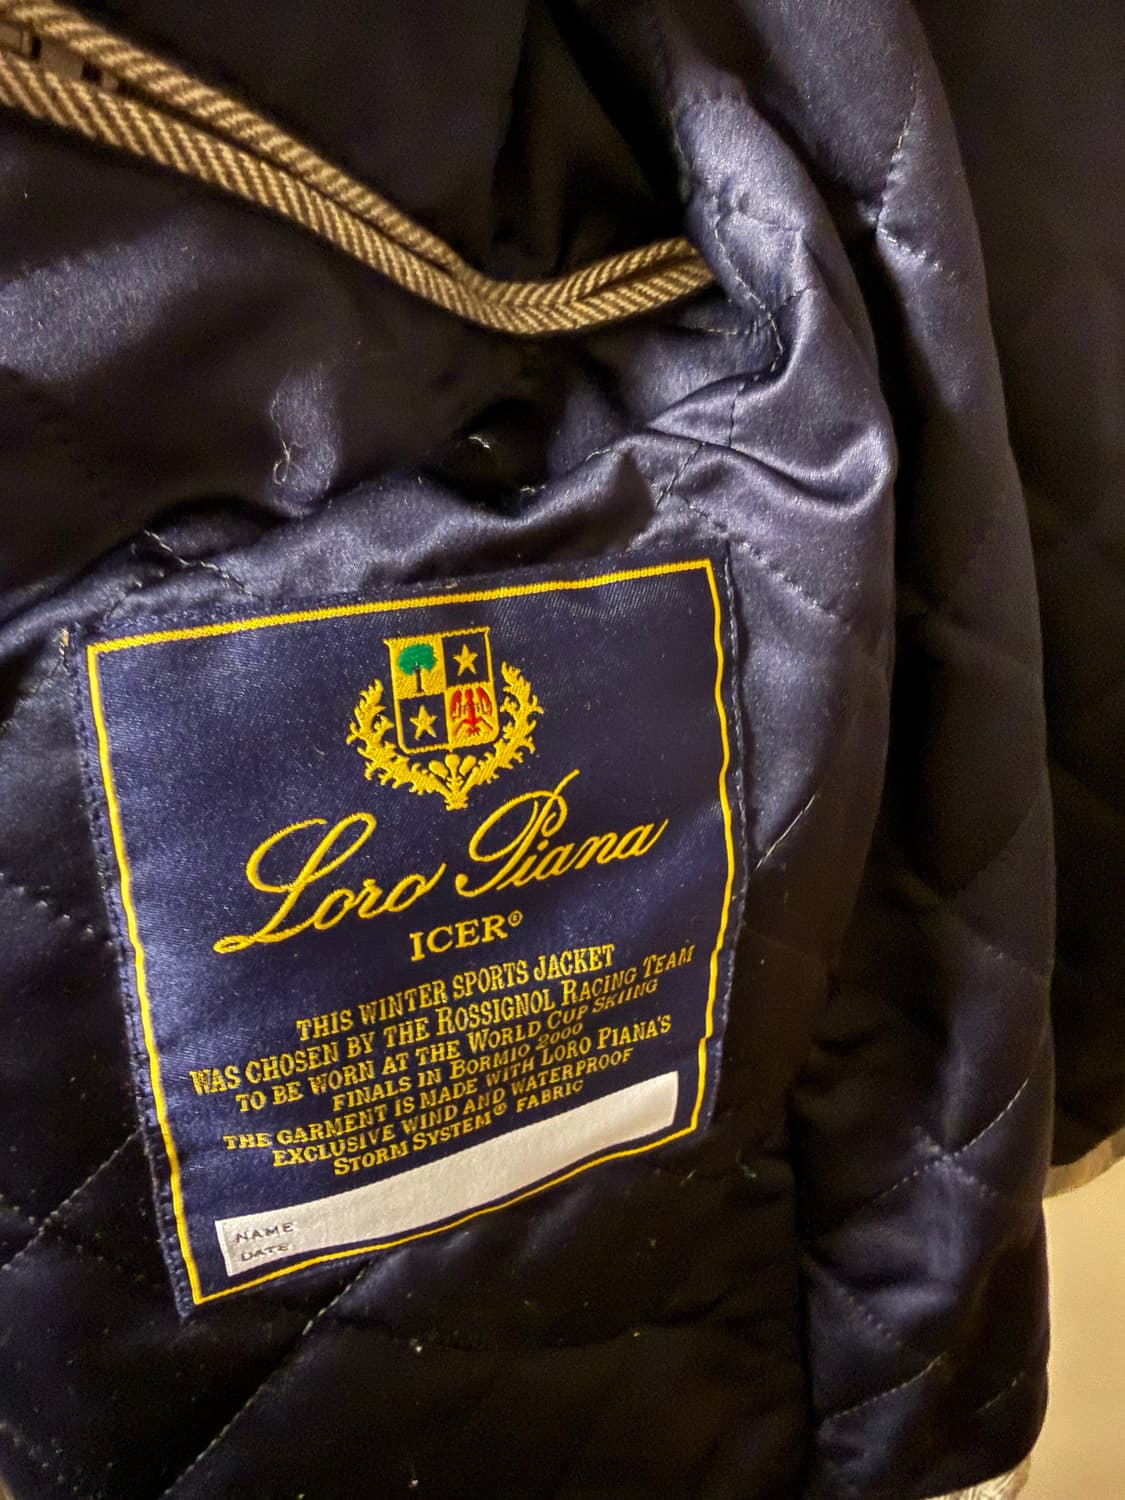 Loro Piana
ICER®
THIS WINTER SPORTS JACKET
WAS CHOSEN BY THE ROSSIGNOL RACING TEAM
TO BE WORN AT THE WORLD CUP SKIING
FINALS IN BORMIO 2000
THE GARMENT IS MADE WITH LORO PIANA'S
EXCLUSIVE WIND AND WATERPROOF
STORM SYSTEM® FABRIC
NAME
DATE